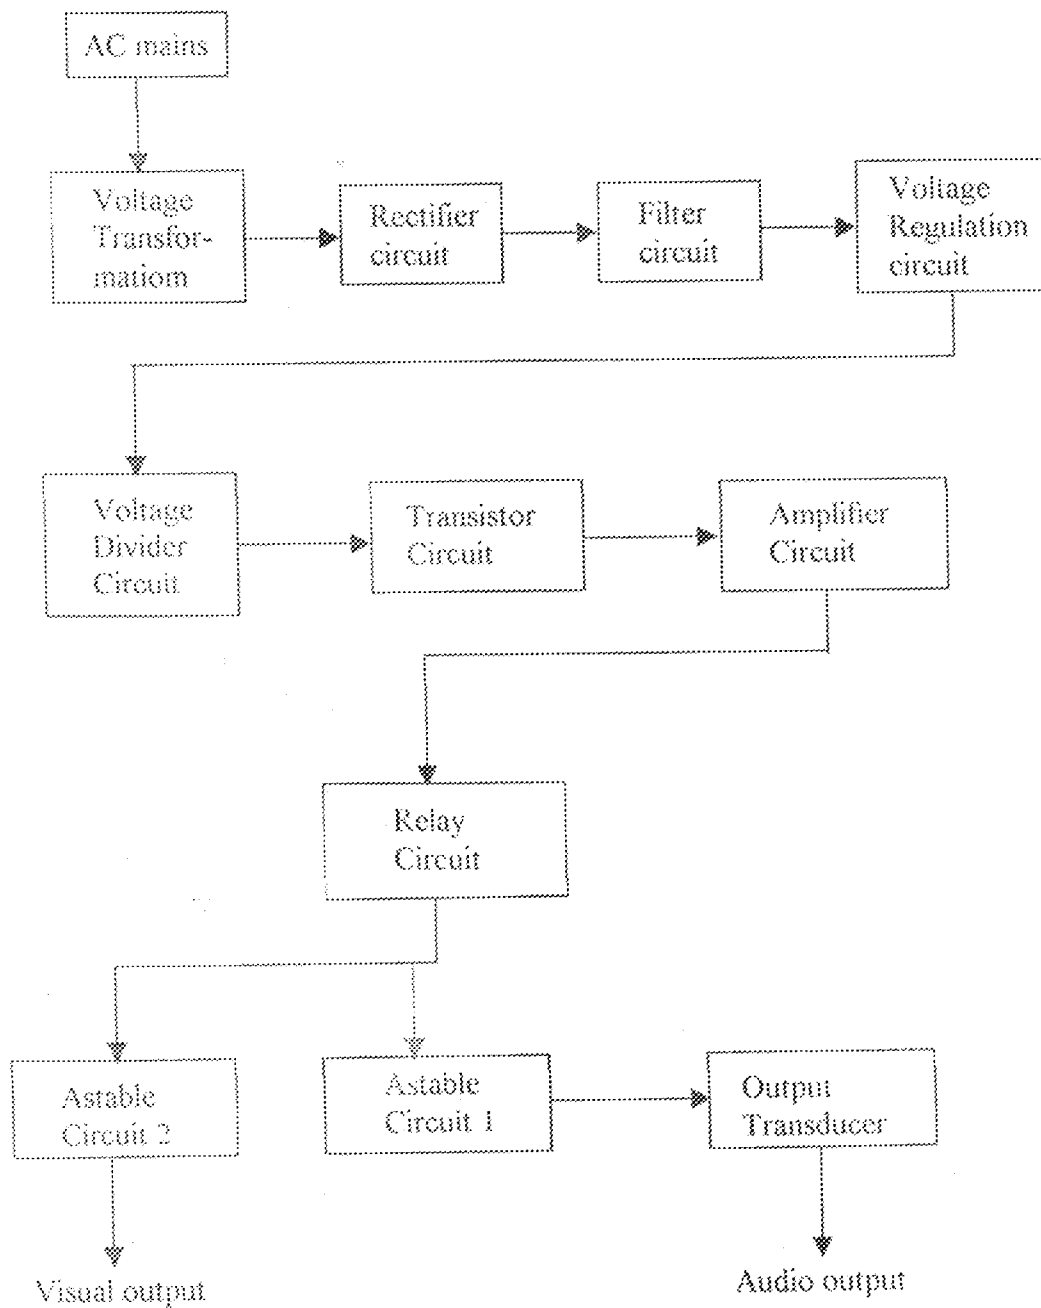 AC mains
Voltage
Transfor-
matiom
Rectifier
circuit
Filter
circuit
Voltage
Regulation
circuit
Voltage
Divider
Circuit
Transistor
Circuit
Amplifier
Circuit
Relay
Circuit
Astable
Circuit 2
Astable
Circuit 1
Output
Transducer
Visual output
Audio output